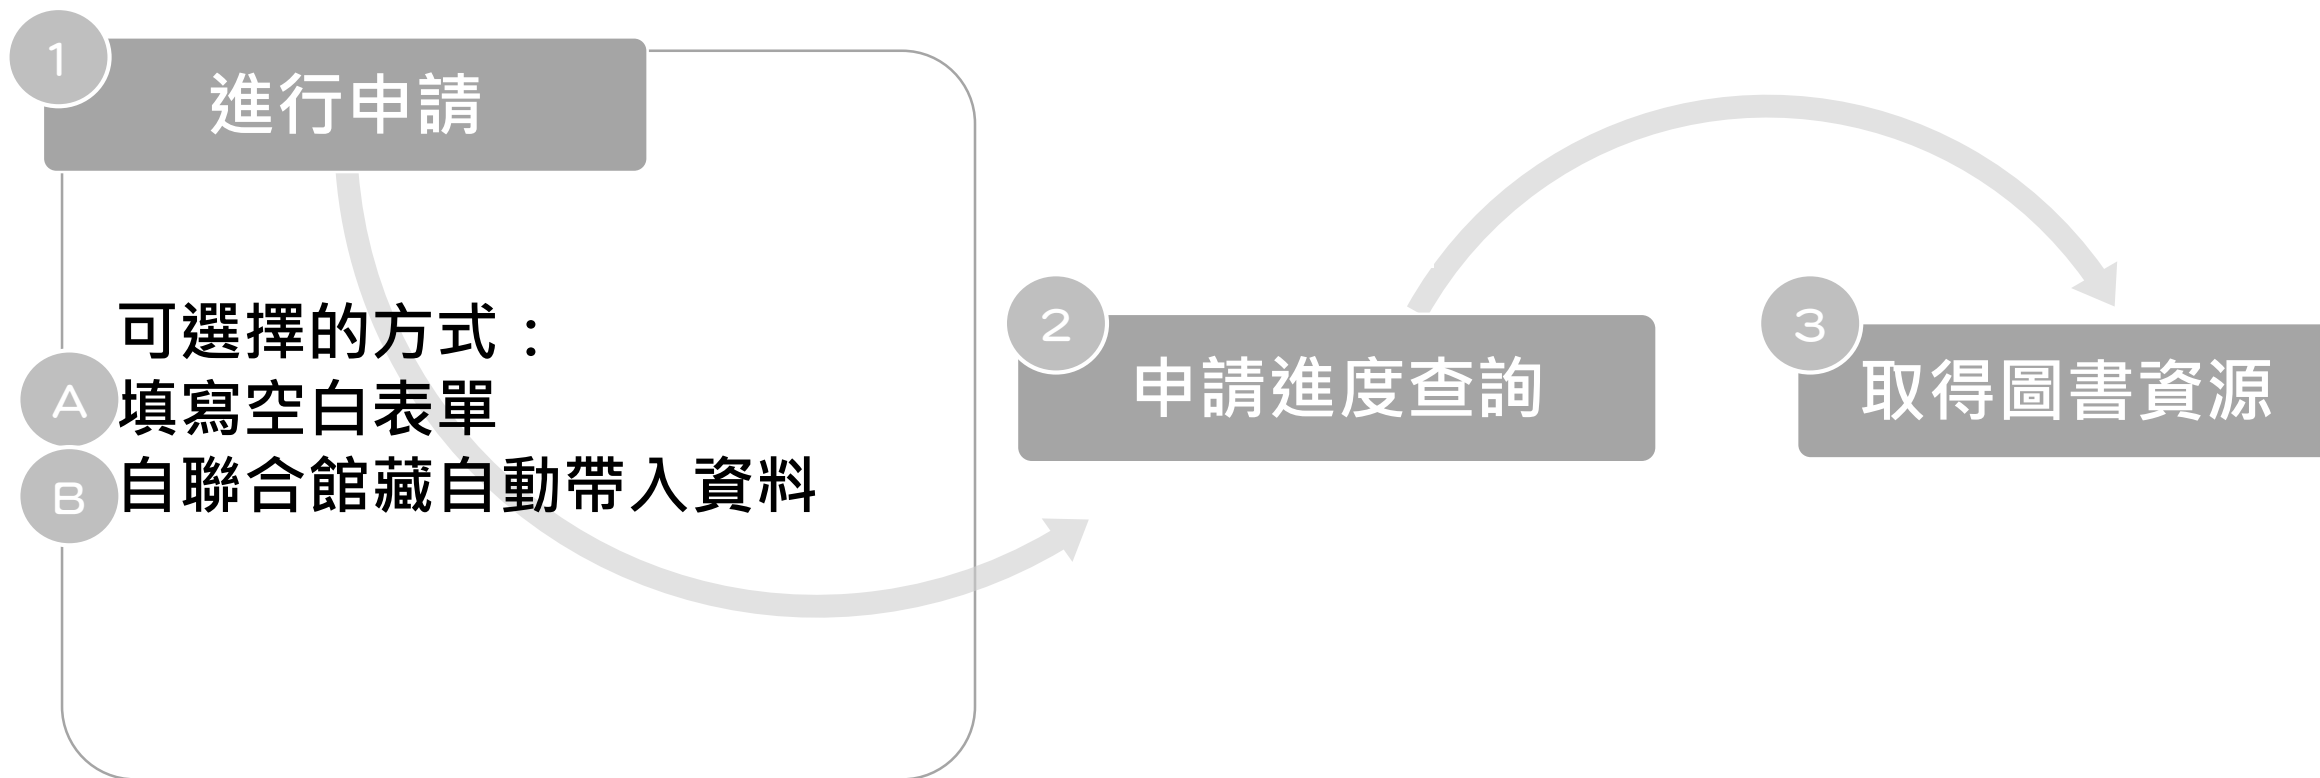 1
進行申請
可選擇的方式：
A
填寫空白表單
B
自聯合館藏自動帶入資料
2
申請進度查詢
3
取得圖書資源